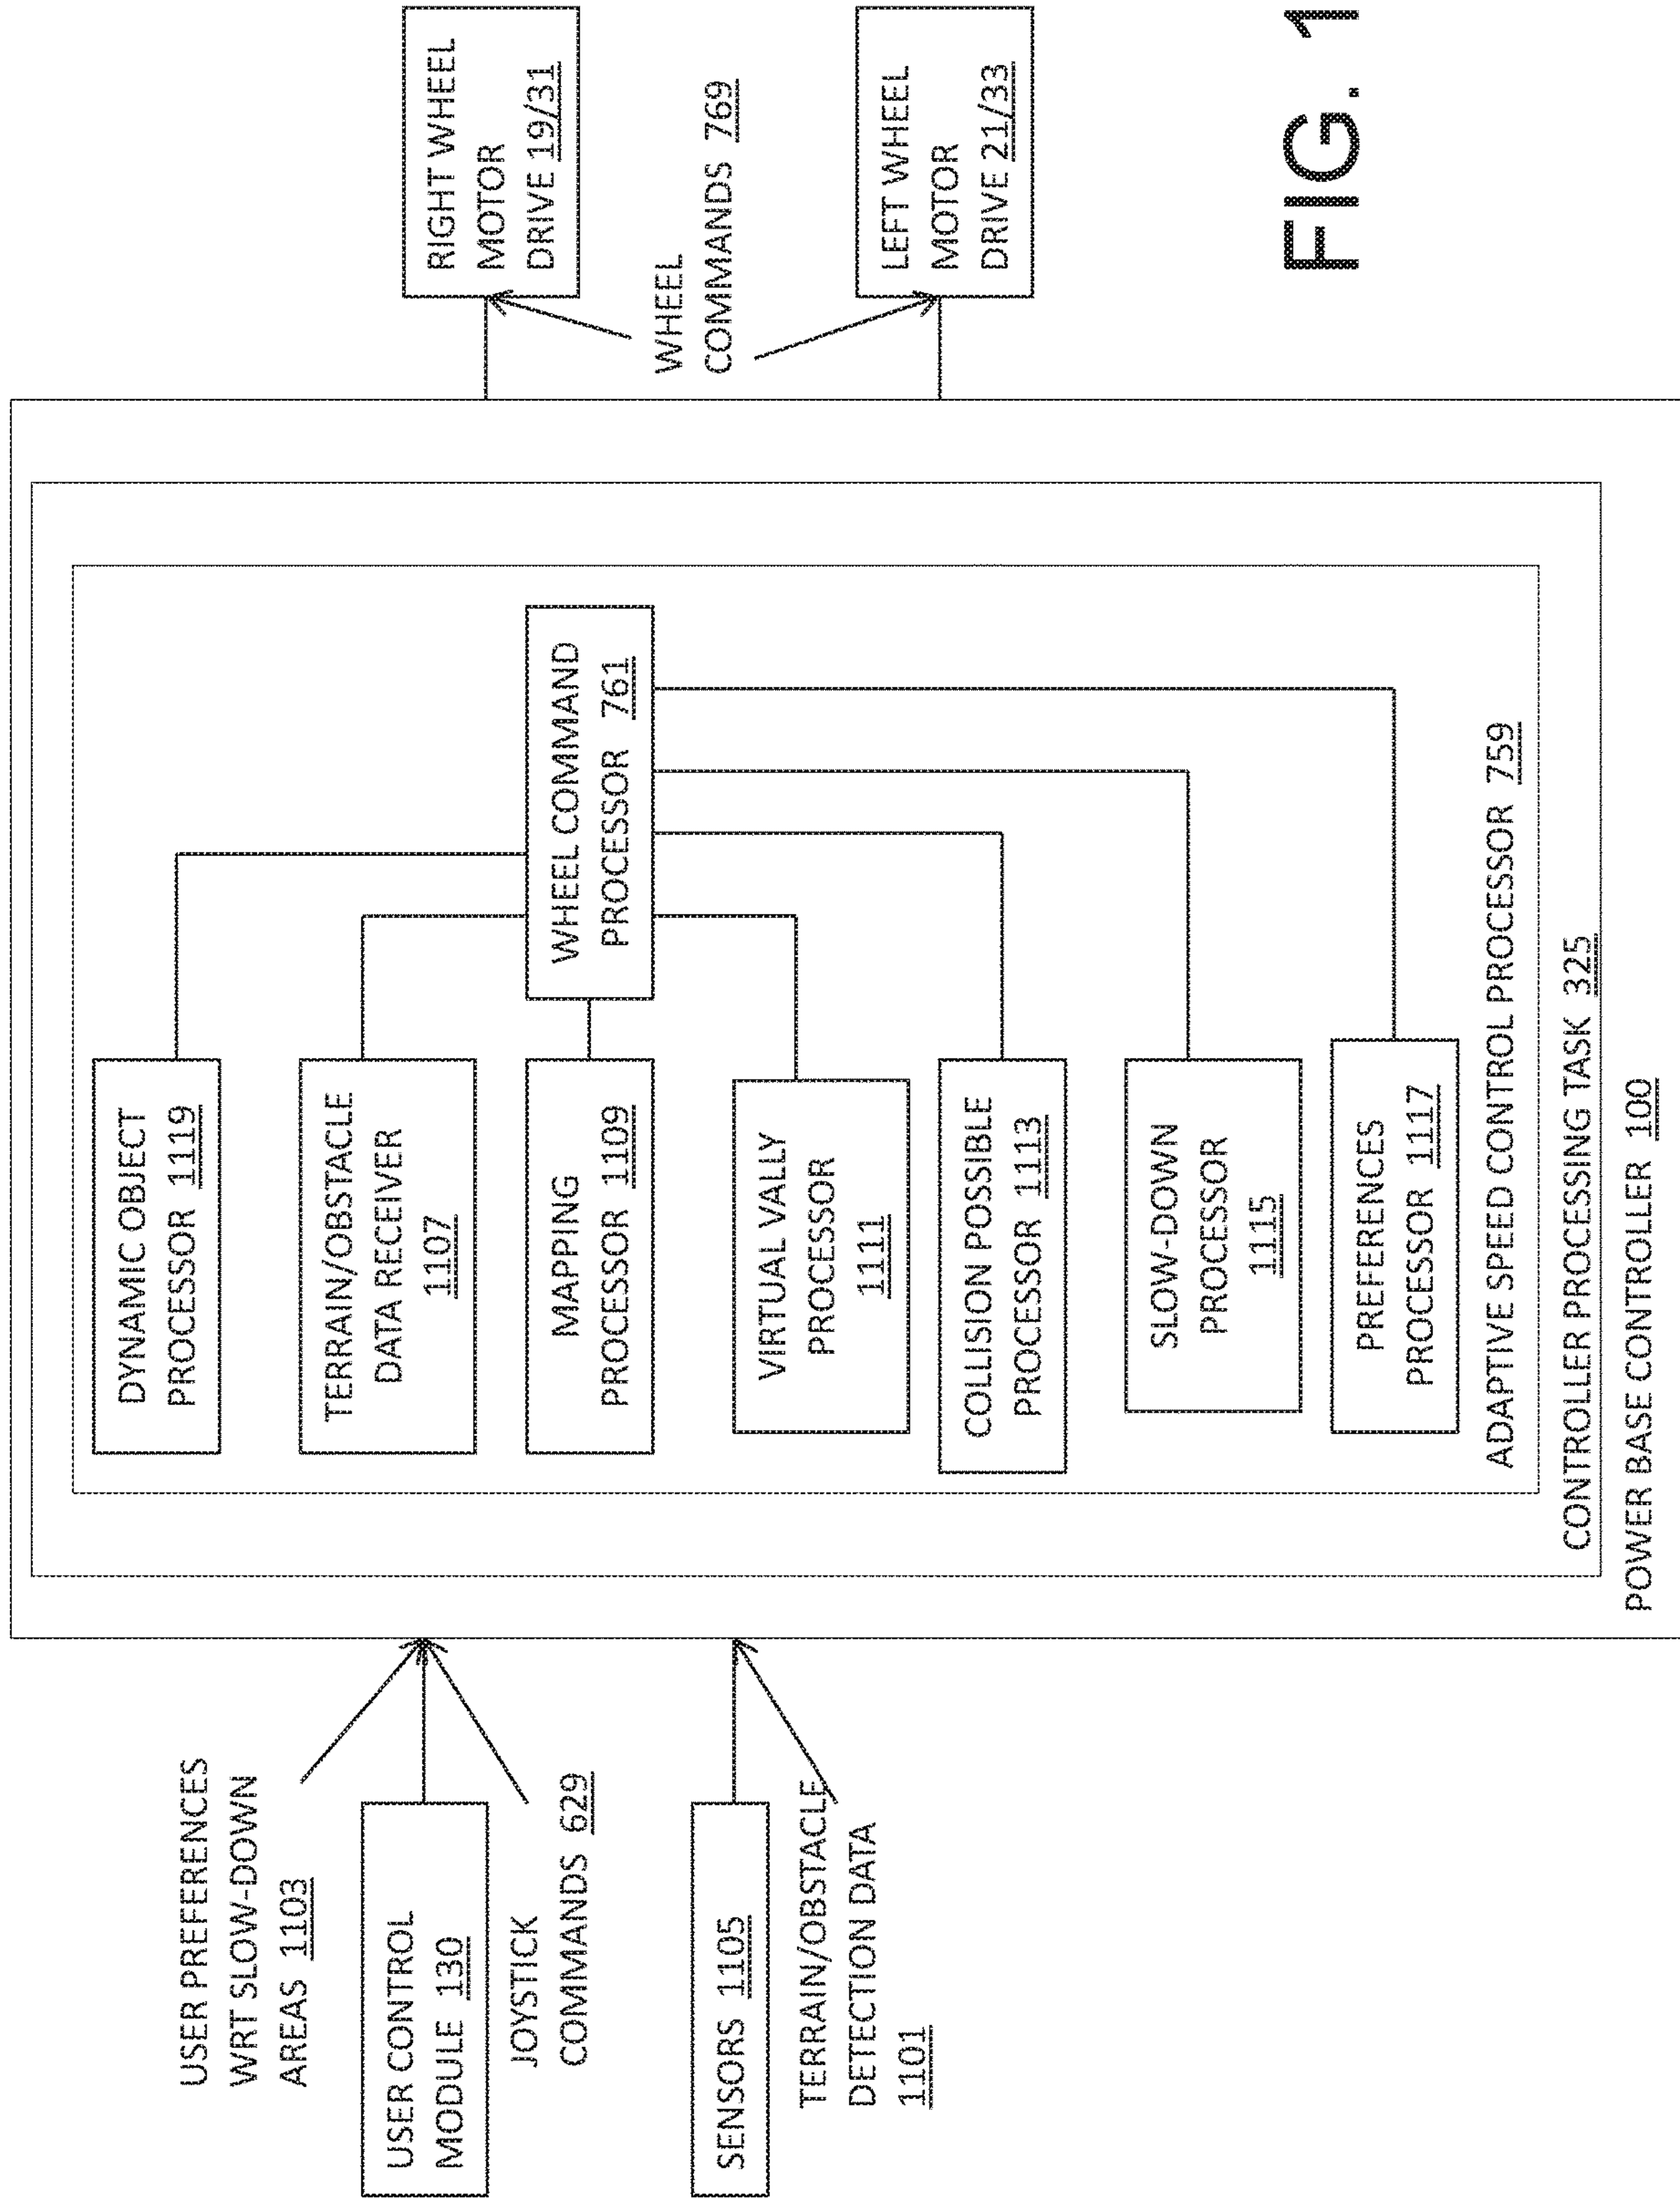 USER PREFERENCES
WRT SLOW-DOWN
AREAS 1103
USER CONTROL
MODULE 130
JOYSTICK
COMMANDS 629
SENSORS 1105
TERRAIN/OBSTACLE
DETECTION DATA
1101
DYNAMIC OBJECT
PROCESSOR 1119
TERRAIN/OBSTACLE
DATA RECEIVER
1107
MAPPING
PROCESSOR 1109
VIRTUAL VALLY
PROCESSOR
1111
COLLISION POSSIBLE
PROCESSOR 1113
SLOW-DOWN
PROCESSOR
1115
PREFERENCES
PROCESSOR 1117
WHEEL COMMAND
PROCESSOR 761
ADAPTIVE SPEED CONTROL PROCESSOR 759
CONTROLLER PROCESSING TASK 325
POWER BASE CONTROLLER 100
RIGHT WHEEL
MOTOR
DRIVE 19/31
WHEEL
COMMANDS 769
LEFT WHEEL
MOTOR
DRIVE 21/33
FIG. 1